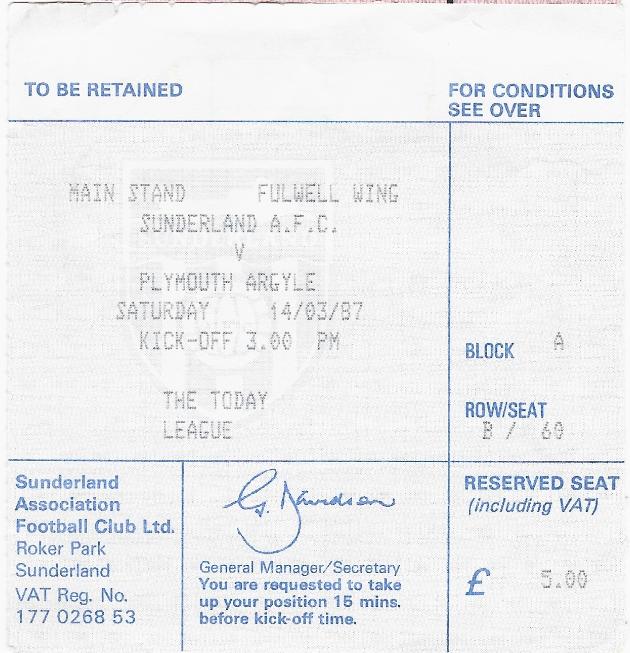 TO BE RETAINED
FOR CONDITIONS
SEE OVER
MAIN STAND FULWELL WING
SUNDERLAND A.F.C.
V
PLYMOUTH ARGYLE
SATURDAY 14/03/87
KICK-OFF 3.00 PM
THE TODAY
LEAGUE
BLOCK A
ROW/SEAT
B / 60
Sunderland
Association
Football Club Ltd.
Roker Park
Sunderland
VAT Reg. No.
177 0268 53
G. Davidson
General Manager/Secretary
You are requested to take
up your position 15 mins.
before kick-off time.
RESERVED SEAT
(including VAT)
£ 5.00